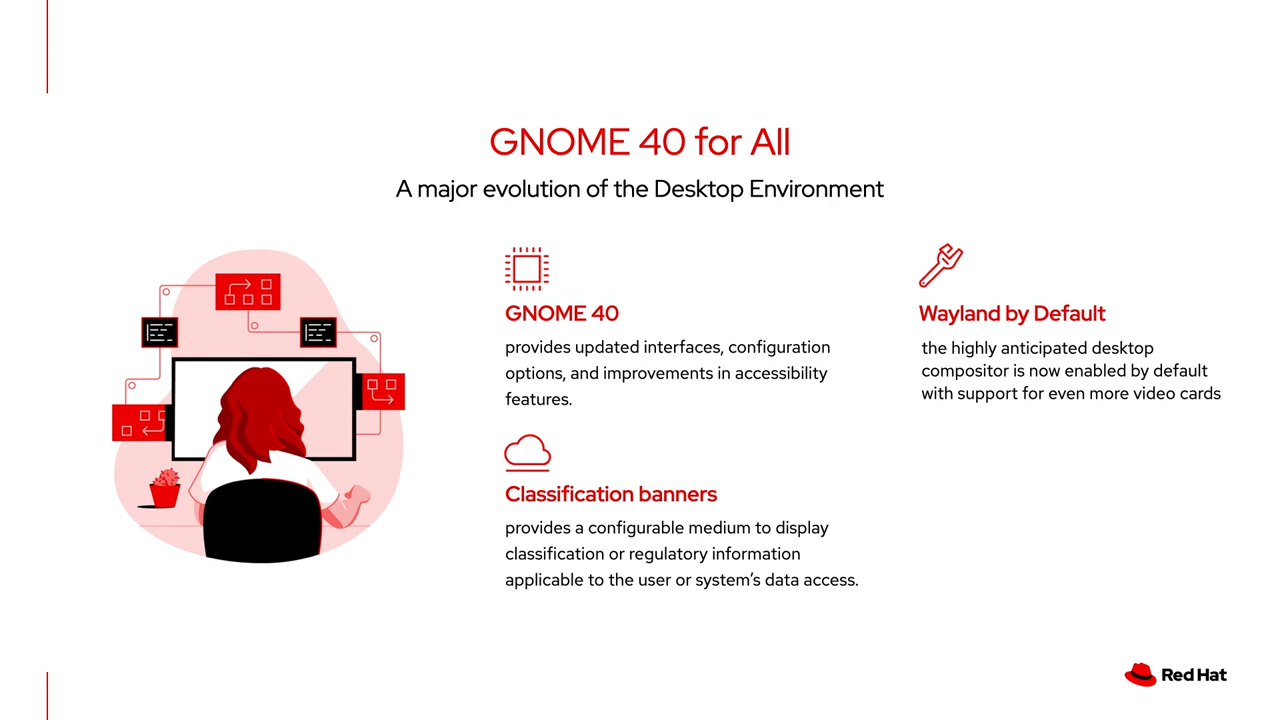 GNOME 40 for All
A major evolution of the Desktop Environment
GNOME 40
provides updated interfaces, configuration
options, and improvements in accessibility
features.
Wayland by Default
the highly anticipated desktop
compositor is now enabled by default
with support for even more video cards
Classification banners
provides a configurable medium to display
classification or regulatory information
applicable to the user or system’s data access.
Red Hat